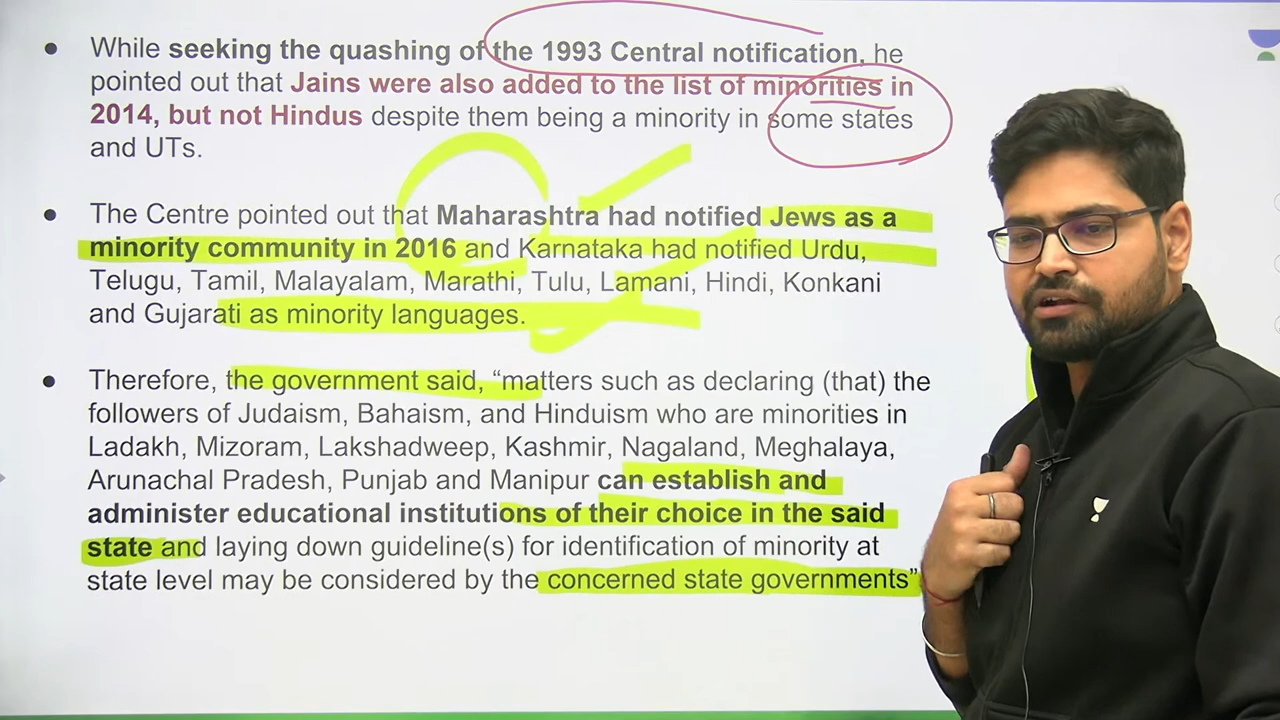 ● While seeking the quashing of the 1993 Central notification, he
pointed out that Jains were also added to the list of minorities in
2014, but not Hindus despite them being a minority in some states
and UTs.
● The Centre pointed out that Maharashtra had notified Jews as a
minority community in 2016 and Karnataka had notified Urdu,
Telugu, Tamil, Malayalam, Marathi, Tulu, Lamani, Hindi, Konkani
and Gujarati as minority languages.
● Therefore, the government said, “matters such as declaring (that) the
followers of Judaism, Bahaism, and Hinduism who are minorities in
Ladakh, Mizoram, Lakshadweep, Kashmir, Nagaland, Meghalaya,
Arunachal Pradesh, Punjab and Manipur can establish and
administer educational institutions of their choice in the said
state and laying down guideline(s) for identification of minority at
state level may be considered by the concerned state governments”